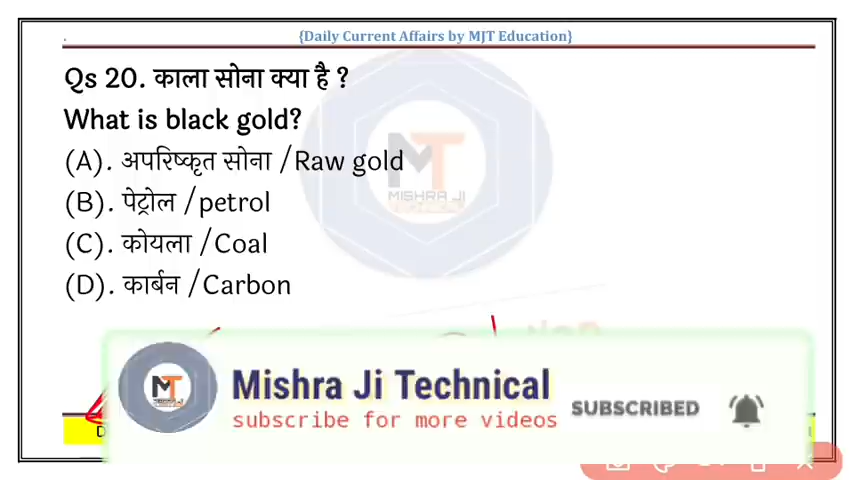 {Daily Current Affairs by MJT Education}
Qs 20. काला सोना क्या है ?
What is black gold?
(A). अपरिष्कृत सोना /Raw gold
(B). पेट्रोल /petrol
(C). कोयला /Coal
(D). कार्बन /Carbon
MT
MISHRA JI
MT
Mishra Ji Technical
subscribe for more videos
SUBSCRIBED